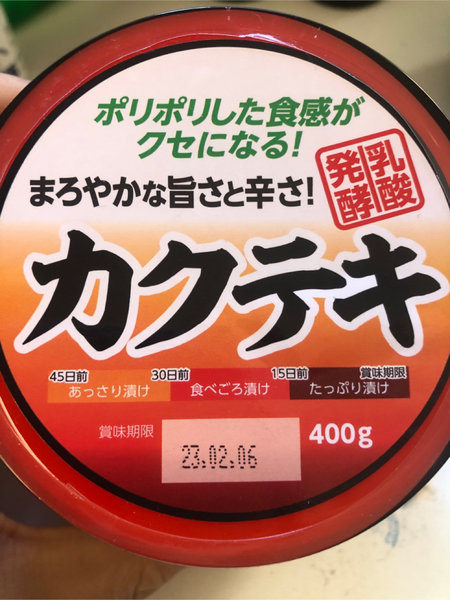 ポリポリした食感が
クセになる!
まろやかな旨さと辛さ!
乳酸
発酵
カクテキ
45日前 30日前 15日前 賞味期限
あっさり漬け 食べごろ漬け たっぷり漬け
賞味期限 23.02.06 400g